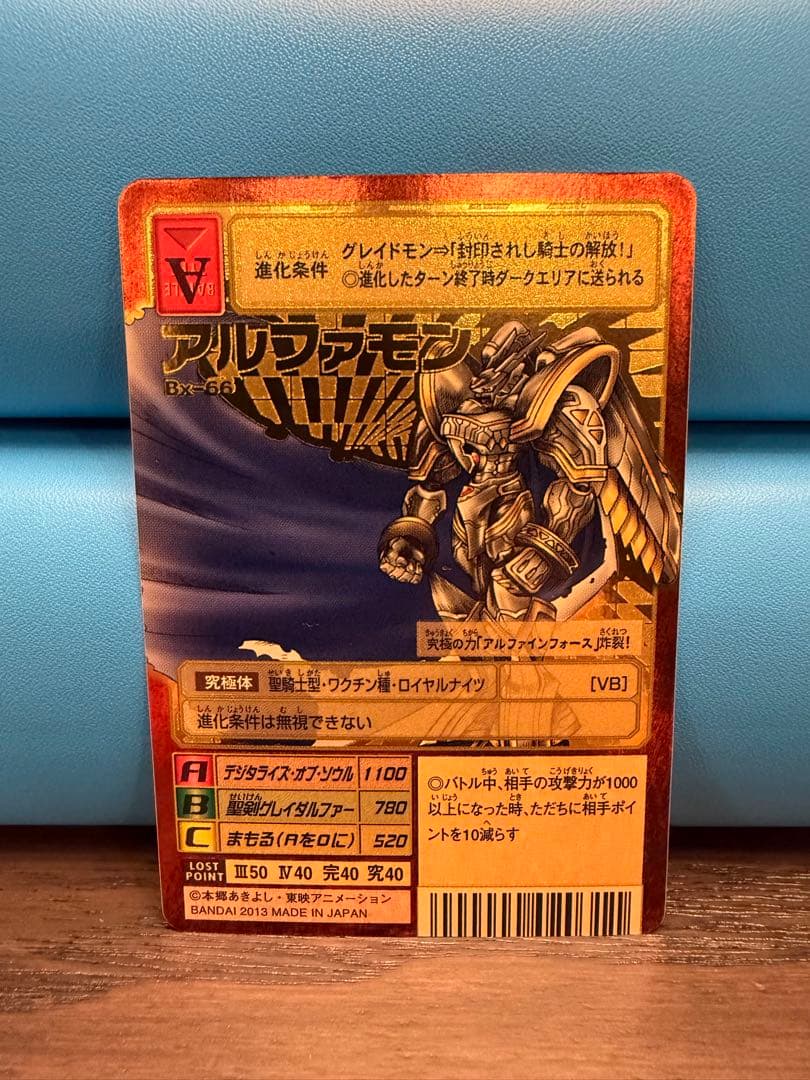 進化条件
グレイドモン⇒「封印されし騎士の解放!」
◎進化したターン終了時ダークエリアに送られる
A
BATTLE
アルファモン
Bx-66
究極の力「アルファインフォース」炸裂!
究極体 聖騎士型・ワクチン種・ロイヤルナイツ [VB]
進化条件は無視できない
A デジタライズ・オブ・ソウル 1100
B 聖剣グレイダルファー 780
C まもる(Aを0に) 520
LOST POINT Ⅲ50 Ⅳ40 完40 究40
◎バトル中、相手の攻撃力が1000
以上になった時、ただちに相手ポイ
ントを10減らす
©本郷あきよし・東映アニメーション
BANDAI 2013 MADE IN JAPAN